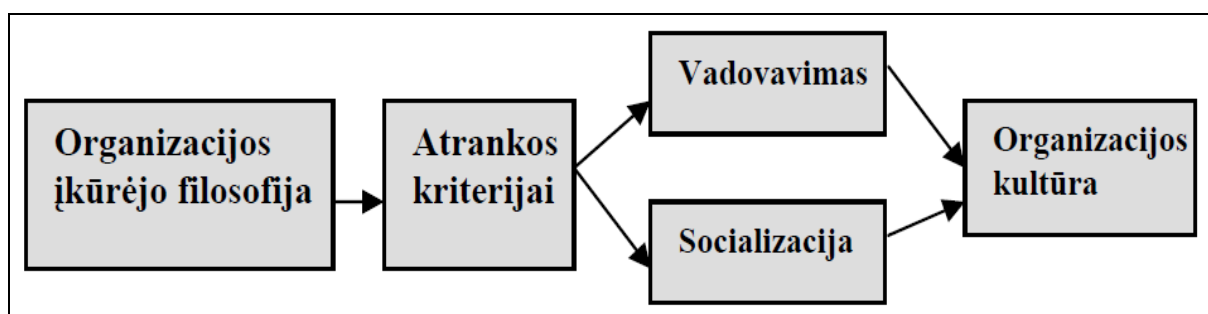 Organizacijos
įkūrėjo filosofija
Atrankos
kriterijai
Vadovavimas
Socializacija
Organizacijos
kultūra